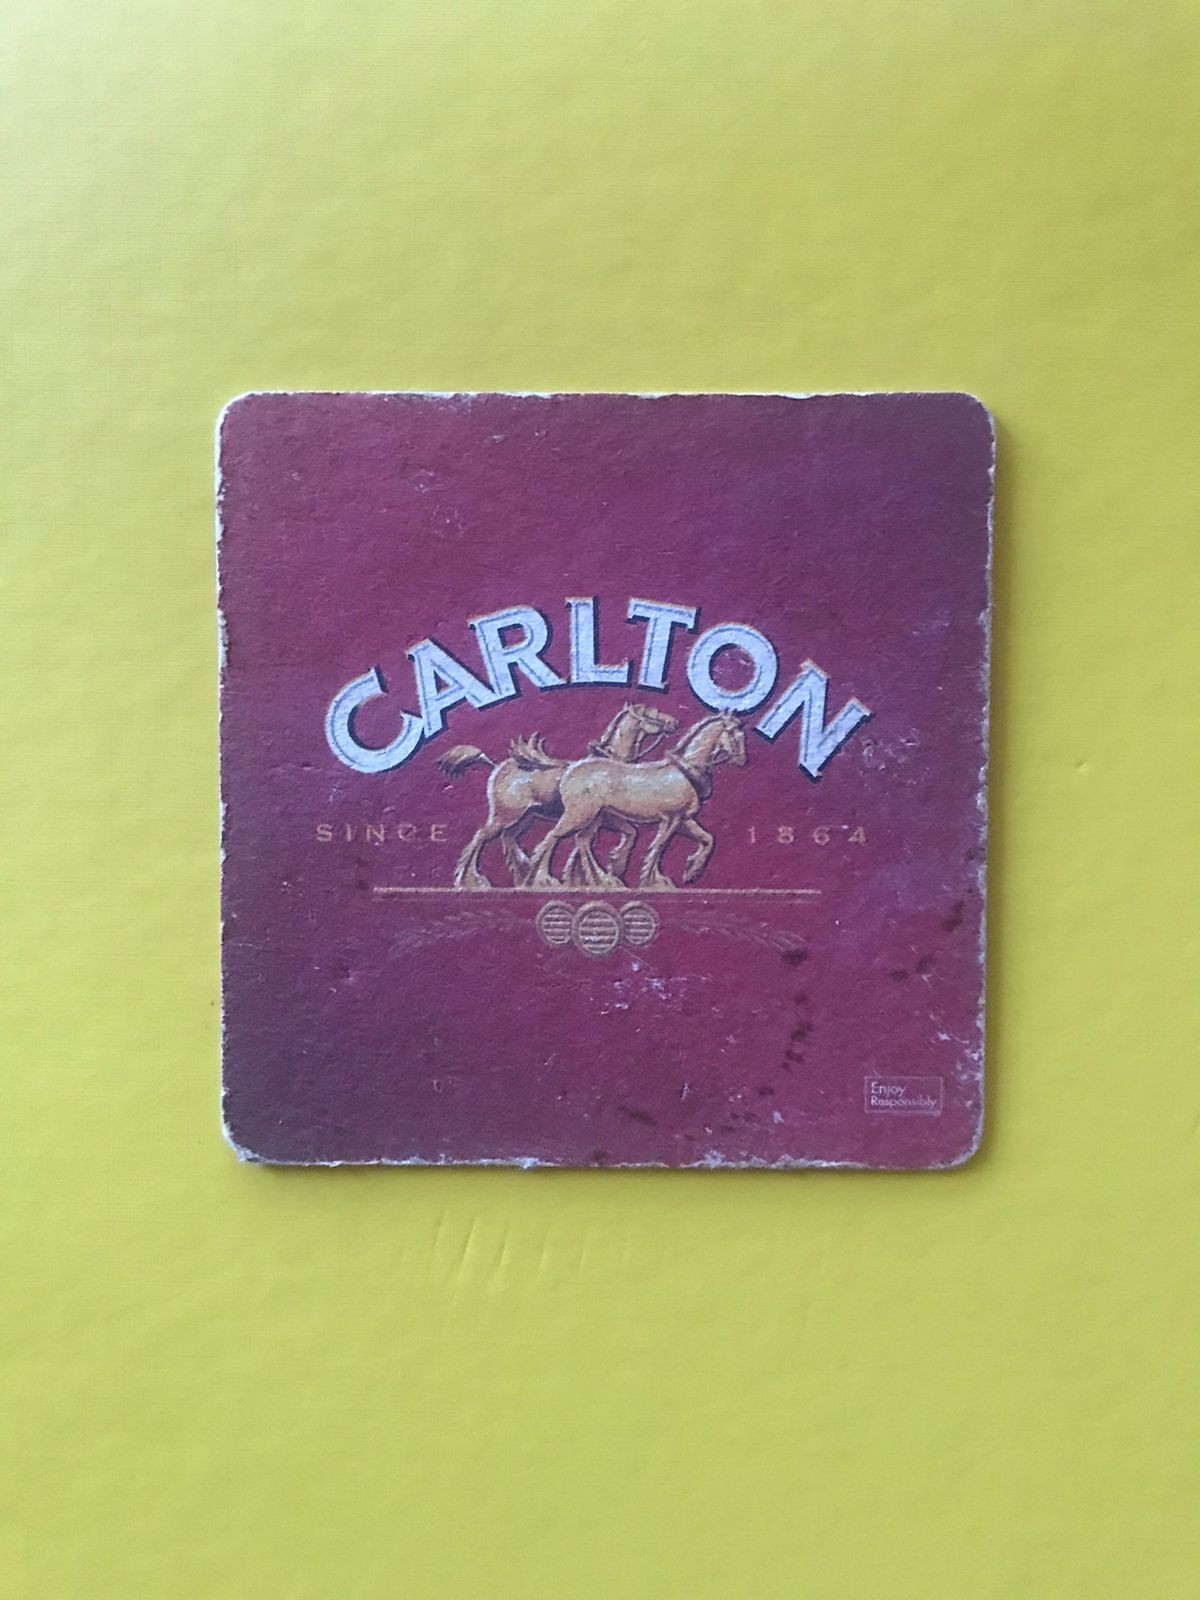 CARLTON
SINCE 1864
Enjoy
Responsibly